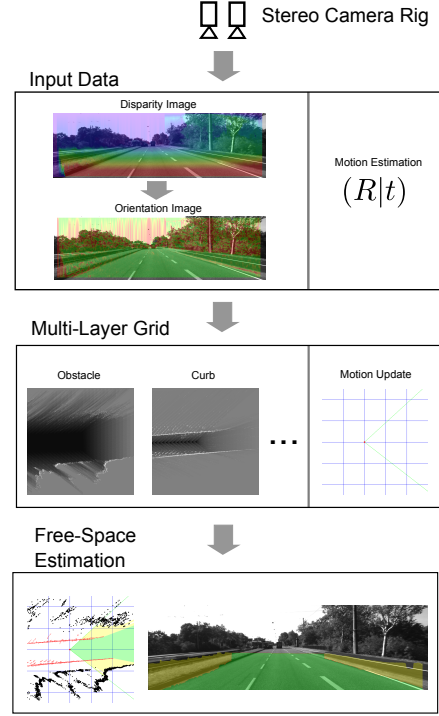 Stereo Camera Rig
Input Data
Disparity Image
Orientation Image
Motion Estimation
(R|t)
Multi-Layer Grid
Obstacle
Curb
...
Motion Update
Free-Space
Estimation